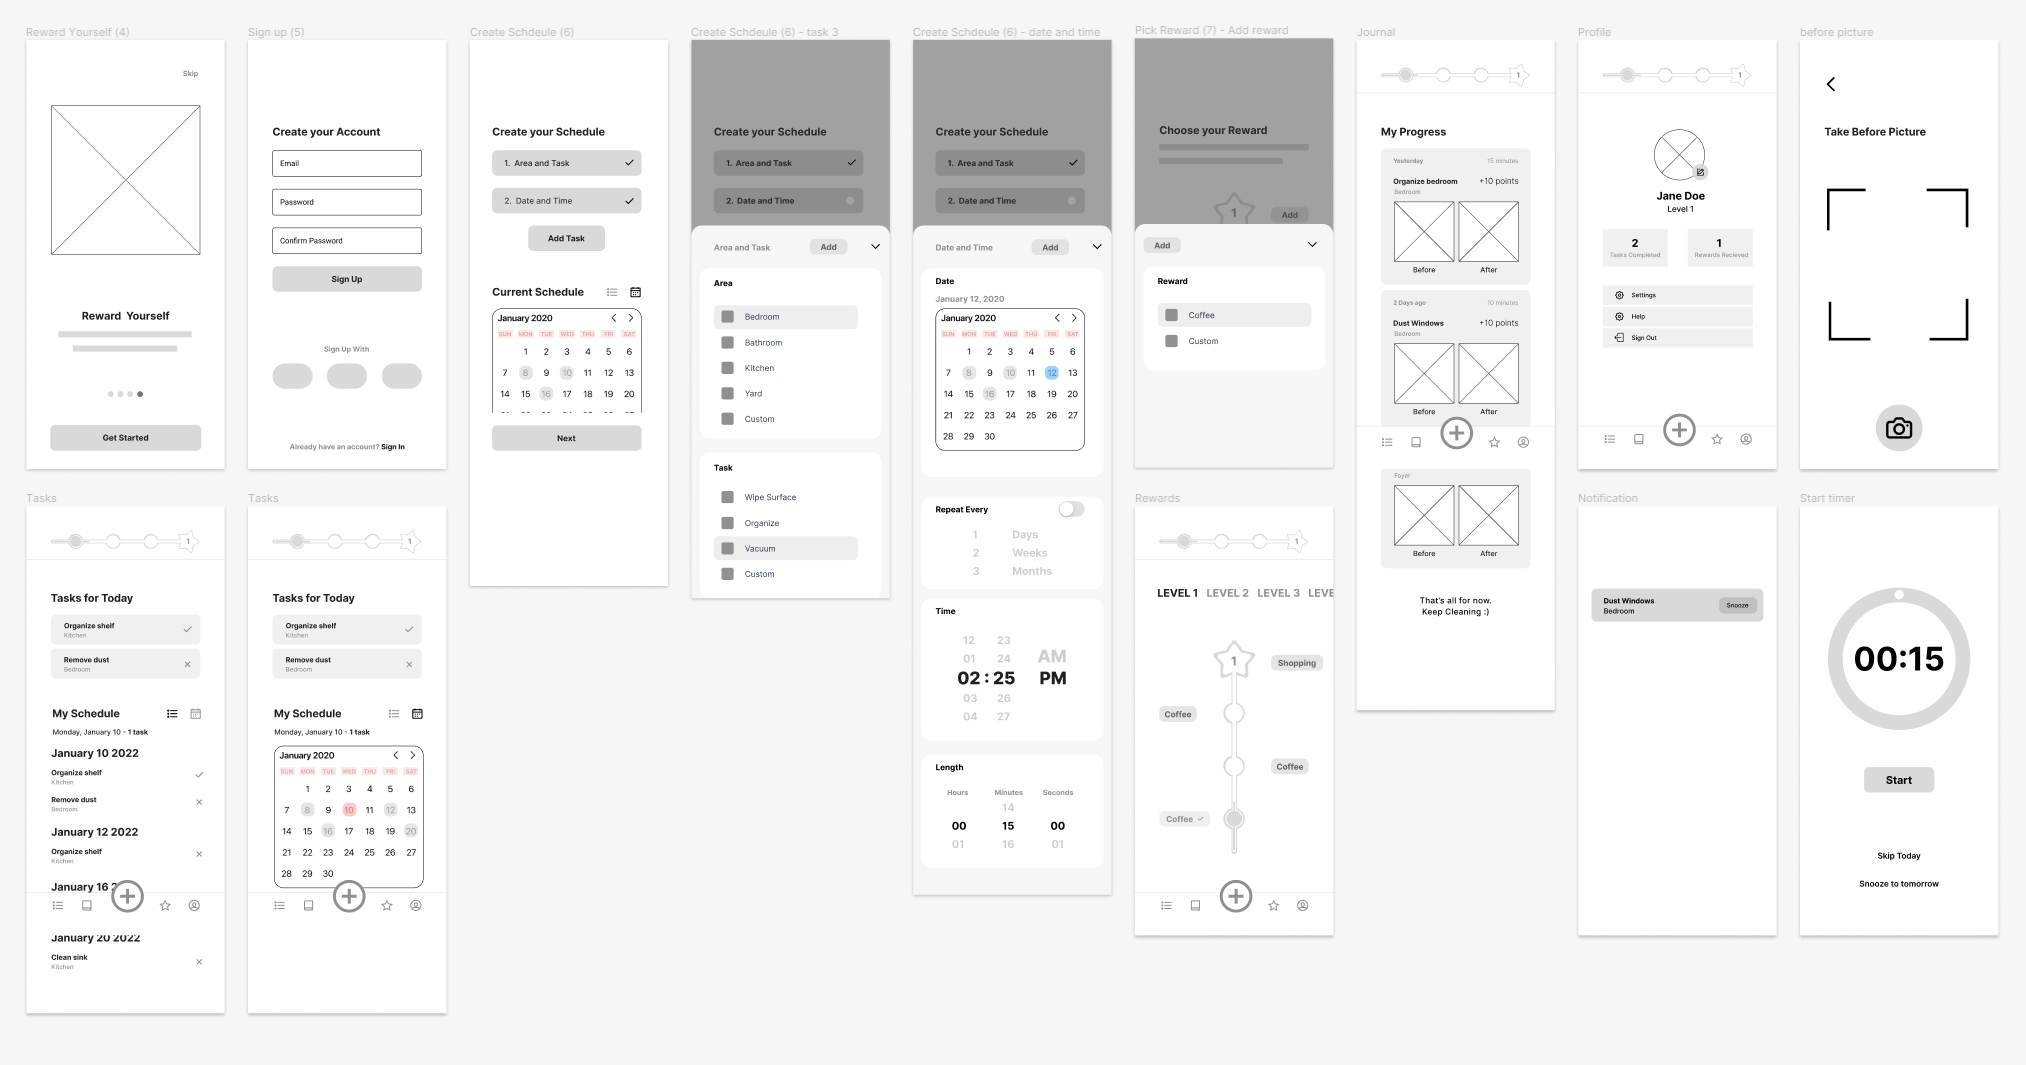 Reward Yourself (4)
Skip
Reward Yourself
Get Started
Sign up (5)
Create your Account
Email
Password
Confirm Password
Sign Up
Sign Up With
Already have an account? Sign In
Create Schdeule (6)
Create your Schedule
1. Area and Task
2. Date and Time
Add Task
Current Schedule
January 2020
SUN MON TUE WED THU FRI SAT
1 2 3 4 5 6
7 8 9 10 11 12 13
14 15 16 17 18 19 20
Next
Create Schdeule (6) - task 3
Create your Schedule
1. Area and Task
2. Date and Time
Area and Task
Add
Area
Bedroom
Bathroom
Kitchen
Yard
Custom
Task
Wipe Surface
Organize
Vacuum
Custom
Create Schdeule (6) - date and time
Create your Schedule
1. Area and Task
2. Date and Time
Date and Time
Add
Date
January 12, 2020
January 2020
SUN MON TUE WED THU FRI SAT
1 2 3 4 5 6
7 8 9 10 11 12 13
14 15 16 17 18 19 20
21 22 23 24 25 26 27
28 29 30
Repeat Every
1 Days
2 Weeks
3 Months
Time
12 23
01 24 AM
02 : 25 PM
03 26
04 27
Length
Hours Minutes Seconds
14
00 15 00
01 16 01
Pick Reward (7) - Add reward
Choose your Reward
1
Add
Add
Reward
Coffee
Custom
Journal
1
My Progress
Yesterday 15 minutes
Organize bedroom +10 points
Bedroom
Before After
2 Days ago 10 minutes
Dust Windows +10 points
Bedroom
Before After
Foyer
Before After
That's all for now.
Keep Cleaning :)
Profile
1
Jane Doe
Level 1
2 1
Tasks Completed Rewards Recieved
Settings
Help
Sign Out
before picture
Take Before Picture
Tasks
1
Tasks for Today
Organize shelf
Kitchen
Remove dust
Bedroom
My Schedule
Monday, January 10 - 1 task
January 10 2022
Organize shelf
Kitchen
Remove dust
Bedroom
January 12 2022
Organize shelf
Kitchen
January 16 2
January 20 2022
Clean sink
Kitchen
Tasks
1
Tasks for Today
Organize shelf
Kitchen
Remove dust
Bedroom
My Schedule
Monday, January 10 - 1 task
January 2020
SUN MON TUE WED THU FRI SAT
1 2 3 4 5 6
7 8 9 10 11 12 13
14 15 16 17 18 19 20
21 22 23 24 25 26 27
28 29 30
Rewards
1
LEVEL 1 LEVEL 2 LEVEL 3 LEVE
1
Shopping
Coffee
Coffee
Coffee
Notification
Dust Windows
Bedroom
Snooze
Start timer
00:15
Start
Skip Today
Snooze to tomorrow